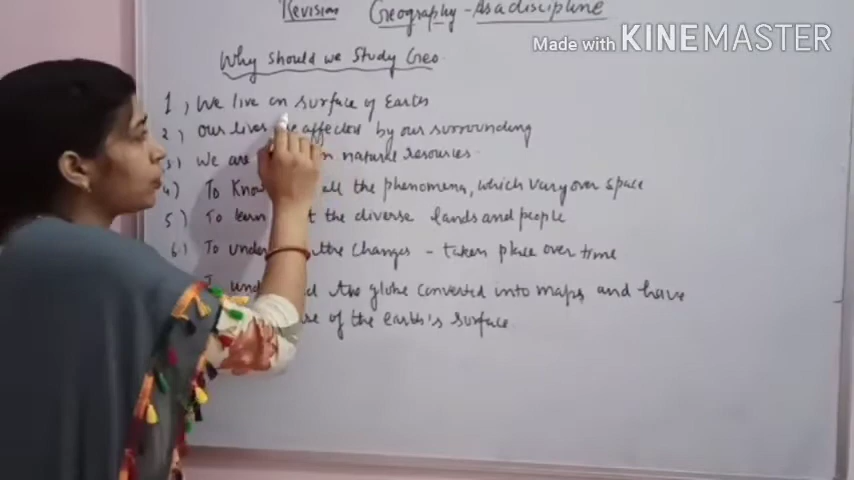 Revision Geography - As a discipline
Made with KINEMASTER
Why should we Study Geo
1) We live on surface of Earth
2) Our lives affected by our surrounding
3) We are natural resources
4) To Know all the phenomena, which vary over space
5) To learn the diverse lands and people
6) To the changes - taken place over time
the globe converted into maps and have
of the earth's surface